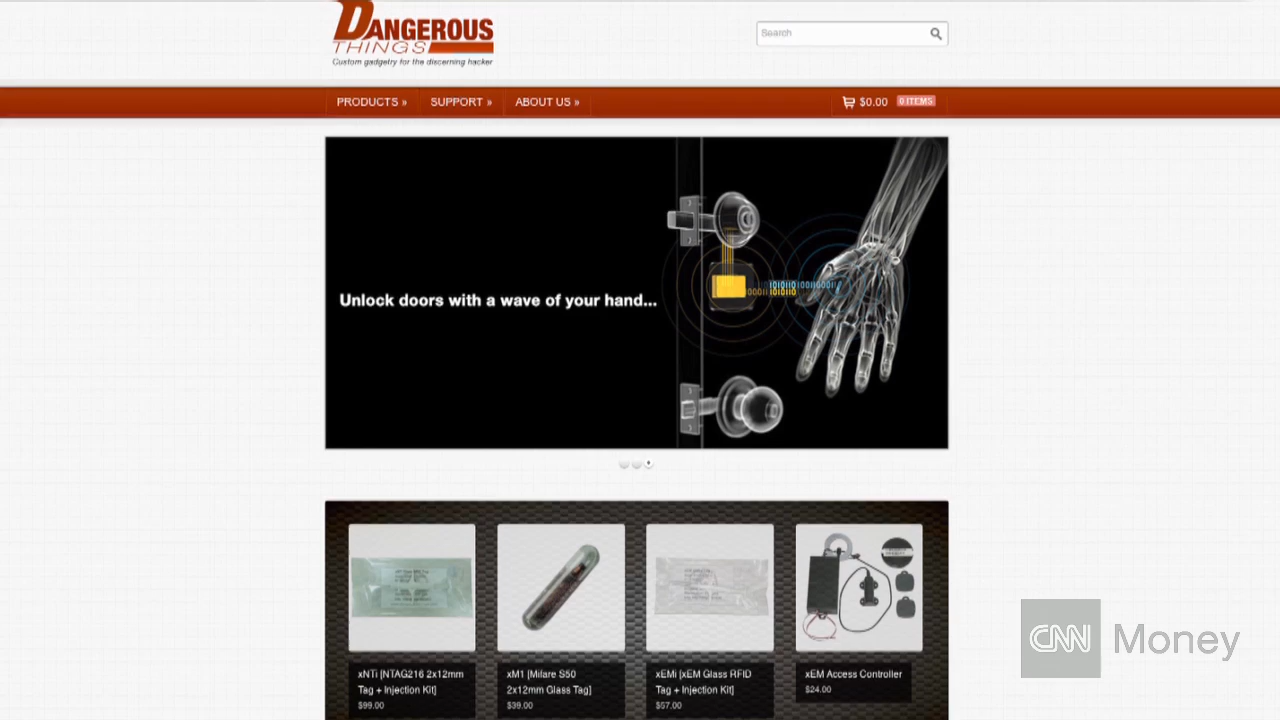 DANGEROUS
THINGS
Custom gadgetry for the discerning hacker
Search
PRODUCTS » SUPPORT » ABOUT US » $0.00 0 ITEMS
Unlock doors with a wave of your hand...
xNTi [NTAG216 2x12mm
Tag + Injection Kit]
$99.00
xM1 [Mifare S50
2x12mm Glass Tag]
$39.00
xEMi [xEM Glass RFID
Tag + Injection Kit]
$57.00
xEM Access Controller
$24.00
CNN Money